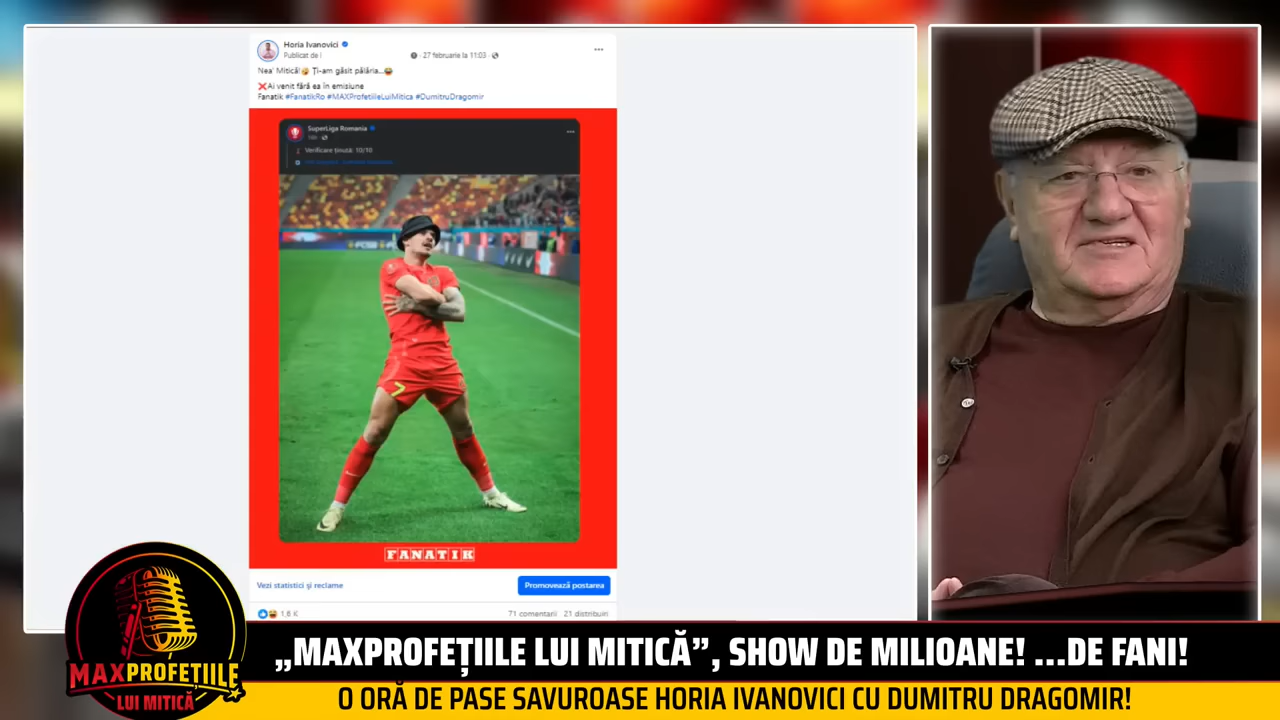 Horia Ivanovici
Publicat de
27 februarie la 11:03
Nea' Mitică!🤪 Ți-am găsit pălăria...😂
❌Ai venit fără ea în emisiune
Fanatik #FanatikRo #MAXProfetiileLuiMitica #DumitruDragomir
SuperLiga Romania
Verificare ținută: 10/10
FCSB
7
FANATIK
Vezi statistici și reclame
Promovează postarea
1,6 K
71 comentarii 21 distribuiri
MAXPROFEȚIILE
LUI MITICĂ
„MAXPROFEȚIILE LUI MITICĂ”, SHOW DE MILIOANE! ...DE FANI!
O ORĂ DE PASE SAVUROASE HORIA IVANOVICI CU DUMITRU DRAGOMIR!